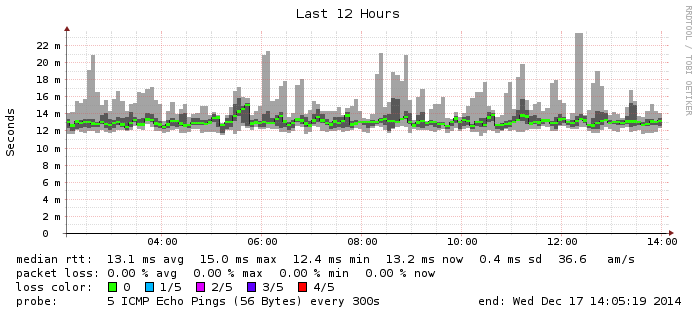 Last 12 Hours
RRDTOOL / TOBI OETIKER
Seconds
22 m
20 m
18 m
16 m
14 m
12 m
10 m
8 m
6 m
4 m
2 m
0
04:00 06:00 08:00 10:00 12:00 14:00
median rtt: 13.1 ms avg 15.0 ms max 12.4 ms min 13.2 ms now 0.4 ms sd 36.6 am/s
packet loss: 0.00 % avg 0.00 % max 0.00 % min 0.00 % now
loss color: 0 1/5 2/5 3/5 4/5
probe: 5 ICMP Echo Pings (56 Bytes) every 300s end: Wed Dec 17 14:05:19 2014